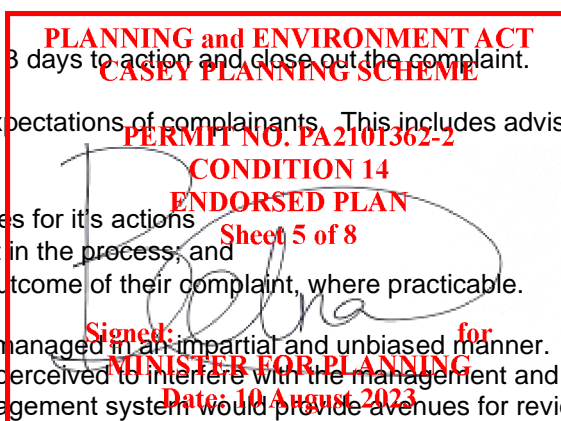 PLANNING and ENVIRONMENT ACT
3 days to action and close out the complaint.
CASEY PLANNING SCHEME
xpectations of complainants. This includes advis
PERMIT NO. PA2101362-2
CONDITION 14
ENDORSED PLAN
es for it's actions
Sheet 5 of 8
t in the process; and
utcome of their complaint, where practicable.
Signed: for
managed in an impartial and unbiased manner.
MINISTER FOR PLANNING
erceived to interfere with the management and
Date: 10 August 2023
agement system would provide avenues for revie